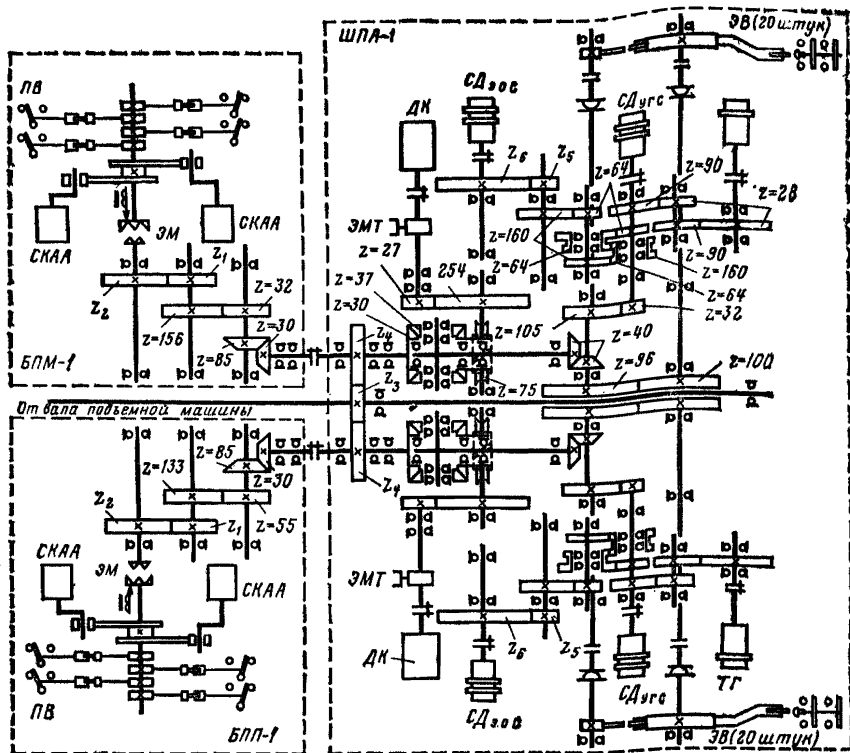 ШПА-1
ЭВ (20 штук)
ПВ
СДэос
ДК
СДугс
z₆
z₅
z=64
z=90
z=28
ЭМТ
СКАА
ЭМ
СКАА
z=160
z=27
z=64
z=90
z=37
254
z=160
z₁
z=32
z=30
z=64
z₂
z=30
z₄
z=105
z=32
z=156
z=40
z=85
z₃
z=96
z=100
БПМ-1
z=75
От вала подъемной машины
z=85
z=133
z=30
z₄
z₂
z₁
z=55
СКАА
ЭМ
СКАА
ЭМТ
z₆
z₅
ДК
ТГ
ПВ
СДэос
СДугс
БПП-1
ЭВ (20 штук)